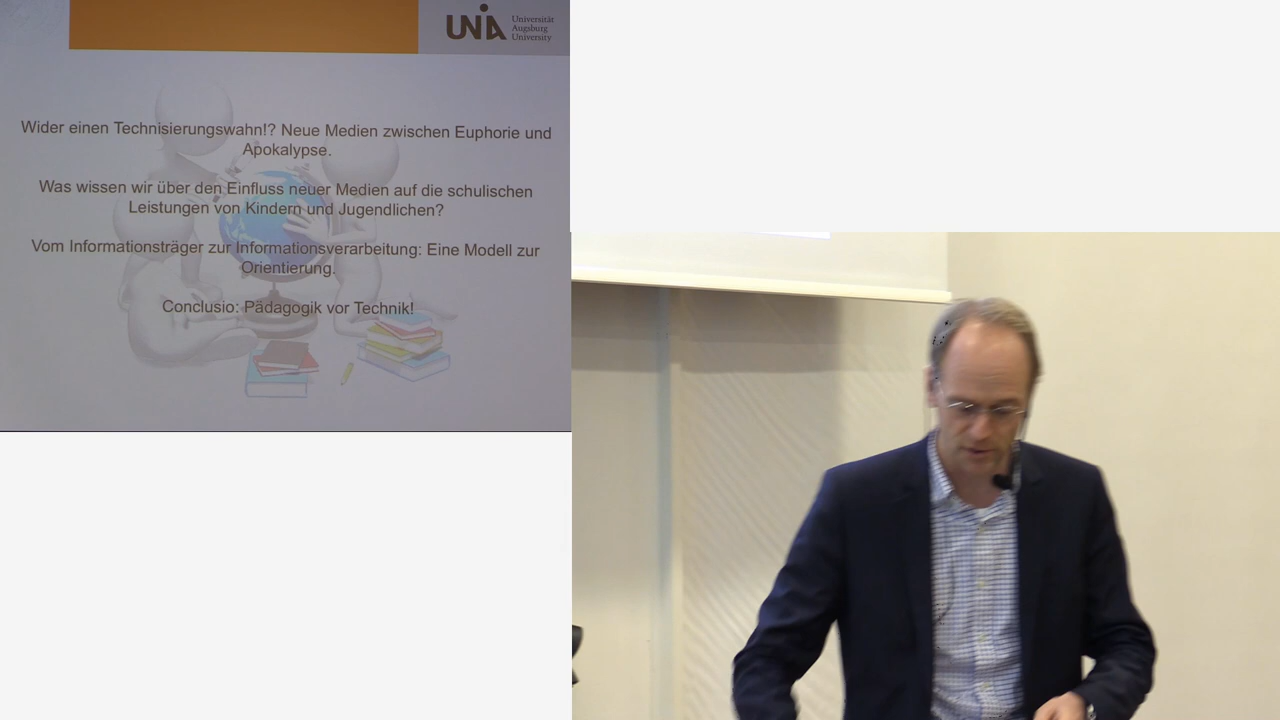 UNIA Universität
Augsburg
University
Wider einen Technisierungswahn!? Neue Medien zwischen Euphorie und
Apokalypse.
Was wissen wir über den Einfluss neuer Medien auf die schulischen
Leistungen von Kindern und Jugendlichen?
Vom Informationsträger zur Informationsverarbeitung: Eine Modell zur
Orientierung.
Conclusio: Pädagogik vor Technik!